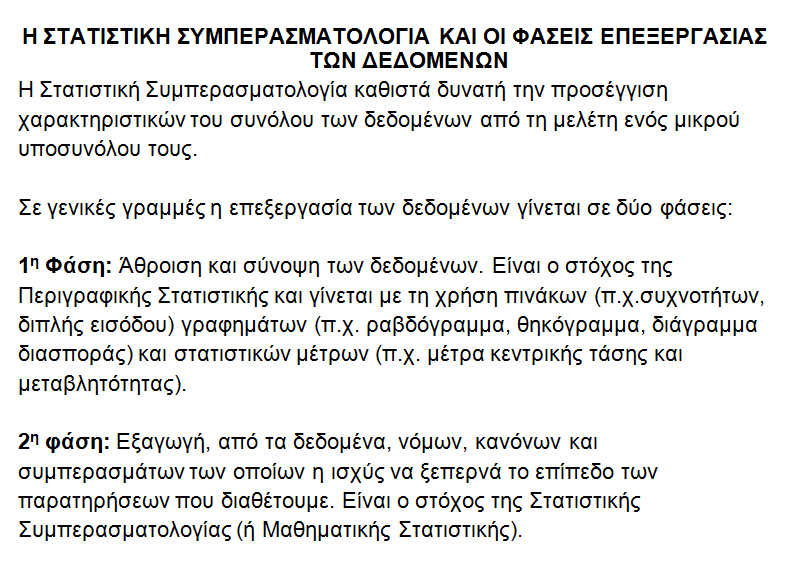 Η ΣΤΑΤΙΣΤΙΚΗ ΣΥΜΠΕΡΑΣΜΑΤΟΛΟΓΙΑ ΚΑΙ ΟΙ ΦΑΣΕΙΣ ΕΠΕΞΕΡΓΑΣΙΑΣ
ΤΩΝ ΔΕΔΟΜΕΝΩΝ
Η Στατιστική Συμπερασματολογία καθιστά δυνατή την προσέγγιση
χαρακτηριστικών του συνόλου των δεδομένων από τη μελέτη ενός μικρού
υποσυνόλου τους.
Σε γενικές γραμμές η επεξεργασία των δεδομένων γίνεται σε δύο φάσεις:
1η Φάση: Άθροιση και σύνοψη των δεδομένων. Είναι ο στόχος της
Περιγραφικής Στατιστικής και γίνεται με τη χρήση πινάκων (π.χ.συχνοτήτων,
διπλής εισόδου) γραφημάτων (π.χ. ραβδόγραμμα, θηκόγραμμα, διάγραμμα
διασποράς) και στατιστικών μέτρων (π.χ. μέτρα κεντρικής τάσης και
μεταβλητότητας).
2η φάση: Εξαγωγή, από τα δεδομένα, νόμων, κανόνων και
συμπερασμάτων των οποίων η ισχύς να ξεπερνά το επίπεδο των
παρατηρήσεων που διαθέτουμε. Είναι ο στόχος της Στατιστικής
Συμπερασματολογίας (ή Μαθηματικής Στατιστικής).